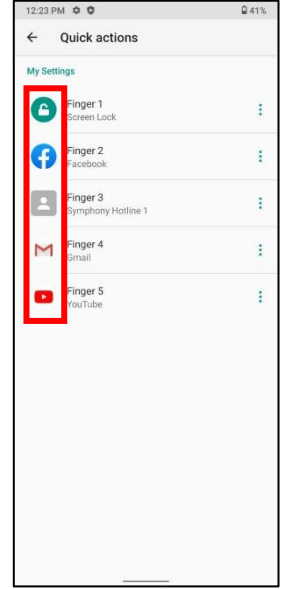 12:23 PM 41%
Quick actions
My Settings
Finger 1
Screen Lock
Finger 2
Facebook
Finger 3
Symphony Hotline 1
Finger 4
Gmail
Finger 5
YouTube